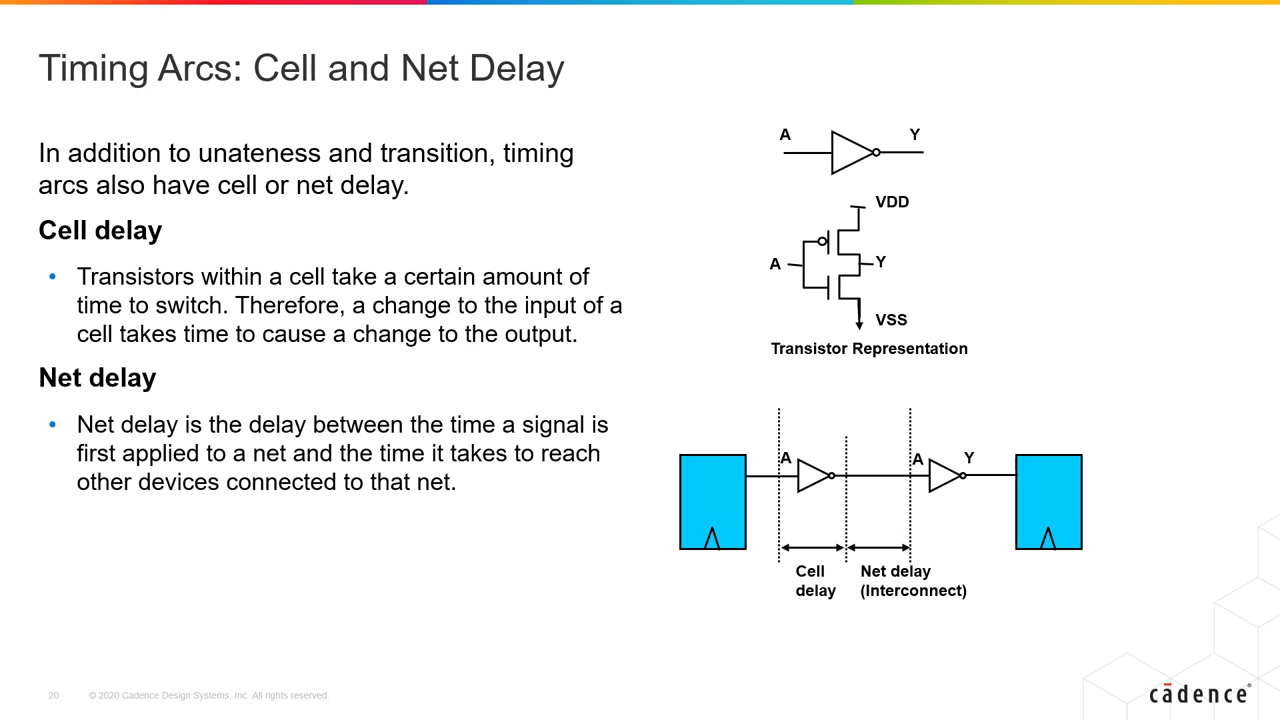 Timing Arcs: Cell and Net Delay
In addition to unateness and transition, timing
arcs also have cell or net delay.
Cell delay
• Transistors within a cell take a certain amount of
time to switch. Therefore, a change to the input of a
cell takes time to cause a change to the output.
Net delay
• Net delay is the delay between the time a signal is
first applied to a net and the time it takes to reach
other devices connected to that net.
A Y
VDD
A Y
VSS
Transistor Representation
A A Y
Cell
delay
Net delay
(Interconnect)
20 © 2020 Cadence Design Systems, Inc. All rights reserved.
cādence®